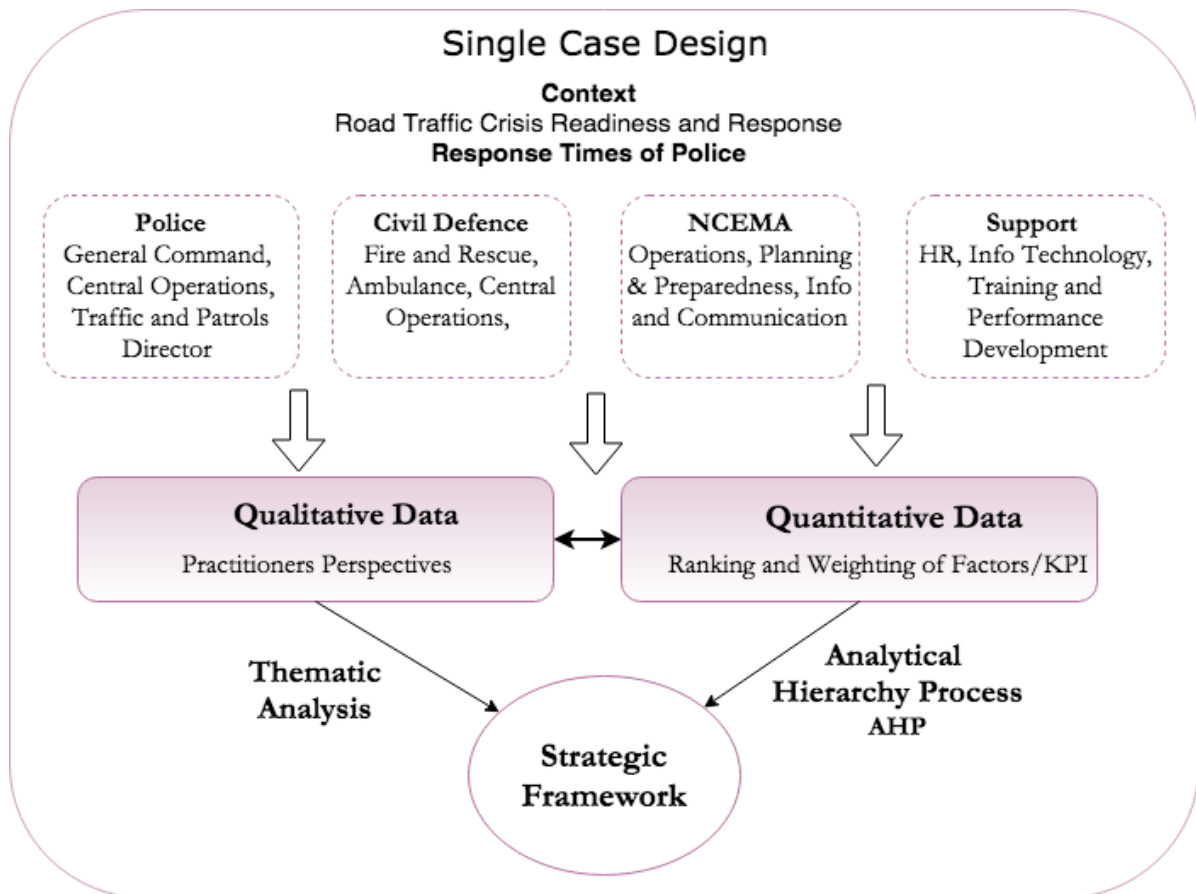 Single Case Design
Context
Road Traffic Crisis Readiness and Response
Response Times of Police
Police
General Command,
Central Operations,
Traffic and Patrols
Director
Civil Defence
Fire and Rescue,
Ambulance, Central
Operations,
NCEMA
Operations, Planning
& Preparedness, Info
and Communication
Support
HR, Info Technology,
Training and
Performance
Development
Qualitative Data
Practitioners Perspectives
Quantitative Data
Ranking and Weighting of Factors/KPI
Thematic
Analysis
Analytical
Hierarchy Process
AHP
Strategic
Framework